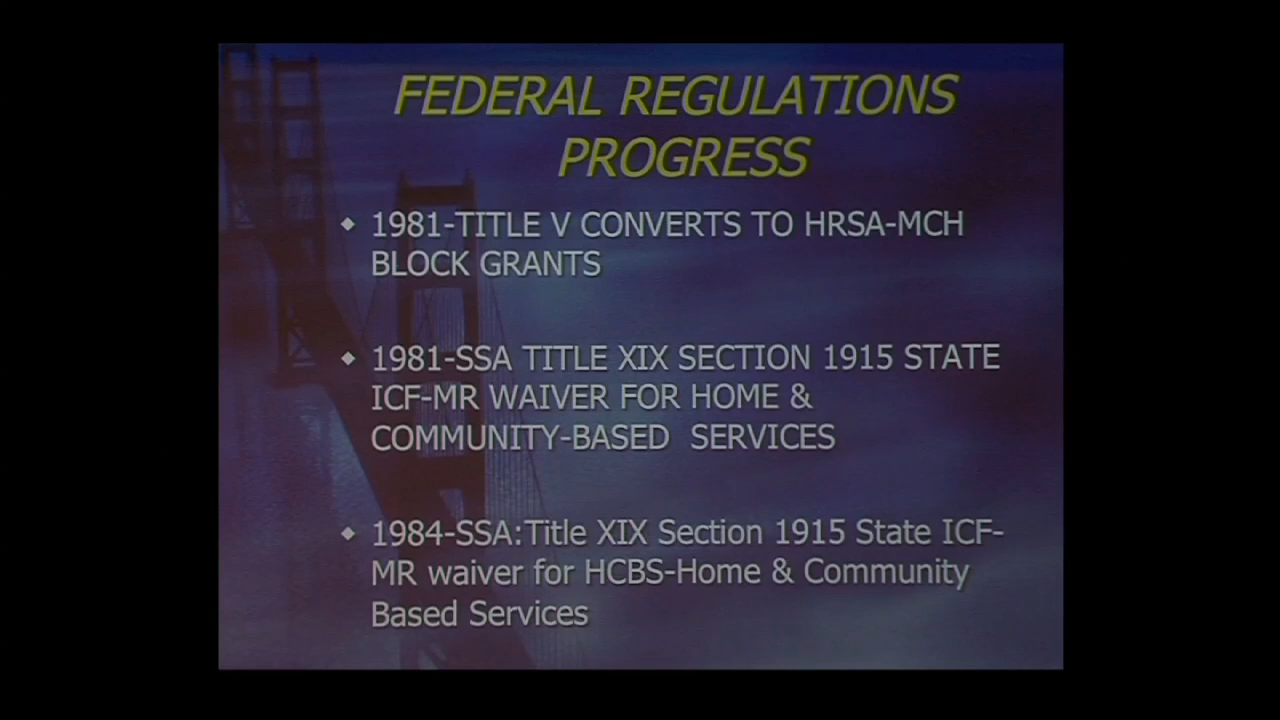 FEDERAL REGULATIONS
PROGRESS
1981-TITLE V CONVERTS TO HRSA-MCH
BLOCK GRANTS
1981-SSA TITLE XIX SECTION 1915 STATE
ICF-MR WAIVER FOR HOME &
COMMUNITY-BASED SERVICES
1984-SSA:Title XIX Section 1915 State ICF-
MR waiver for HCBS-Home & Community
Based Services